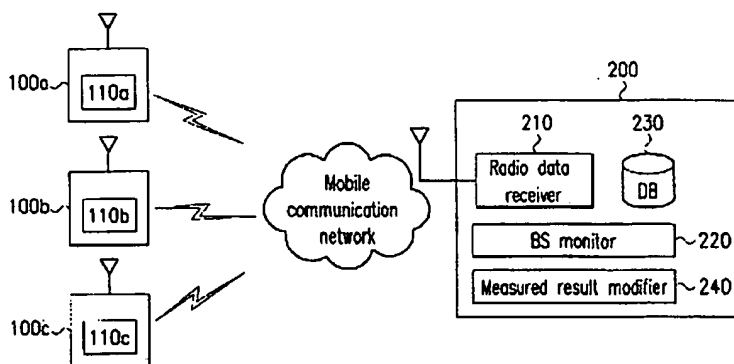 100a
110a
100b
110b
100c
110c
Mobile
communication
network
200
210
230
Radio data
receiver
DB
BS monitor
220
Measured result modifier
240